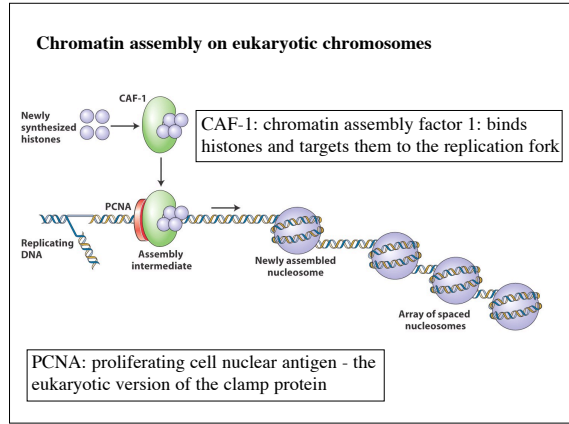 Chromatin assembly on eukaryotic chromosomes
CAF-1
Newly
synthesized
histones
CAF-1: chromatin assembly factor 1: binds
histones and targets them to the replication fork
PCNA
Replicating
DNA
Assembly
intermediate
Newly assembled
nucleosome
Array of spaced
nucleosomes
PCNA: proliferating cell nuclear antigen - the
eukaryotic version of the clamp protein